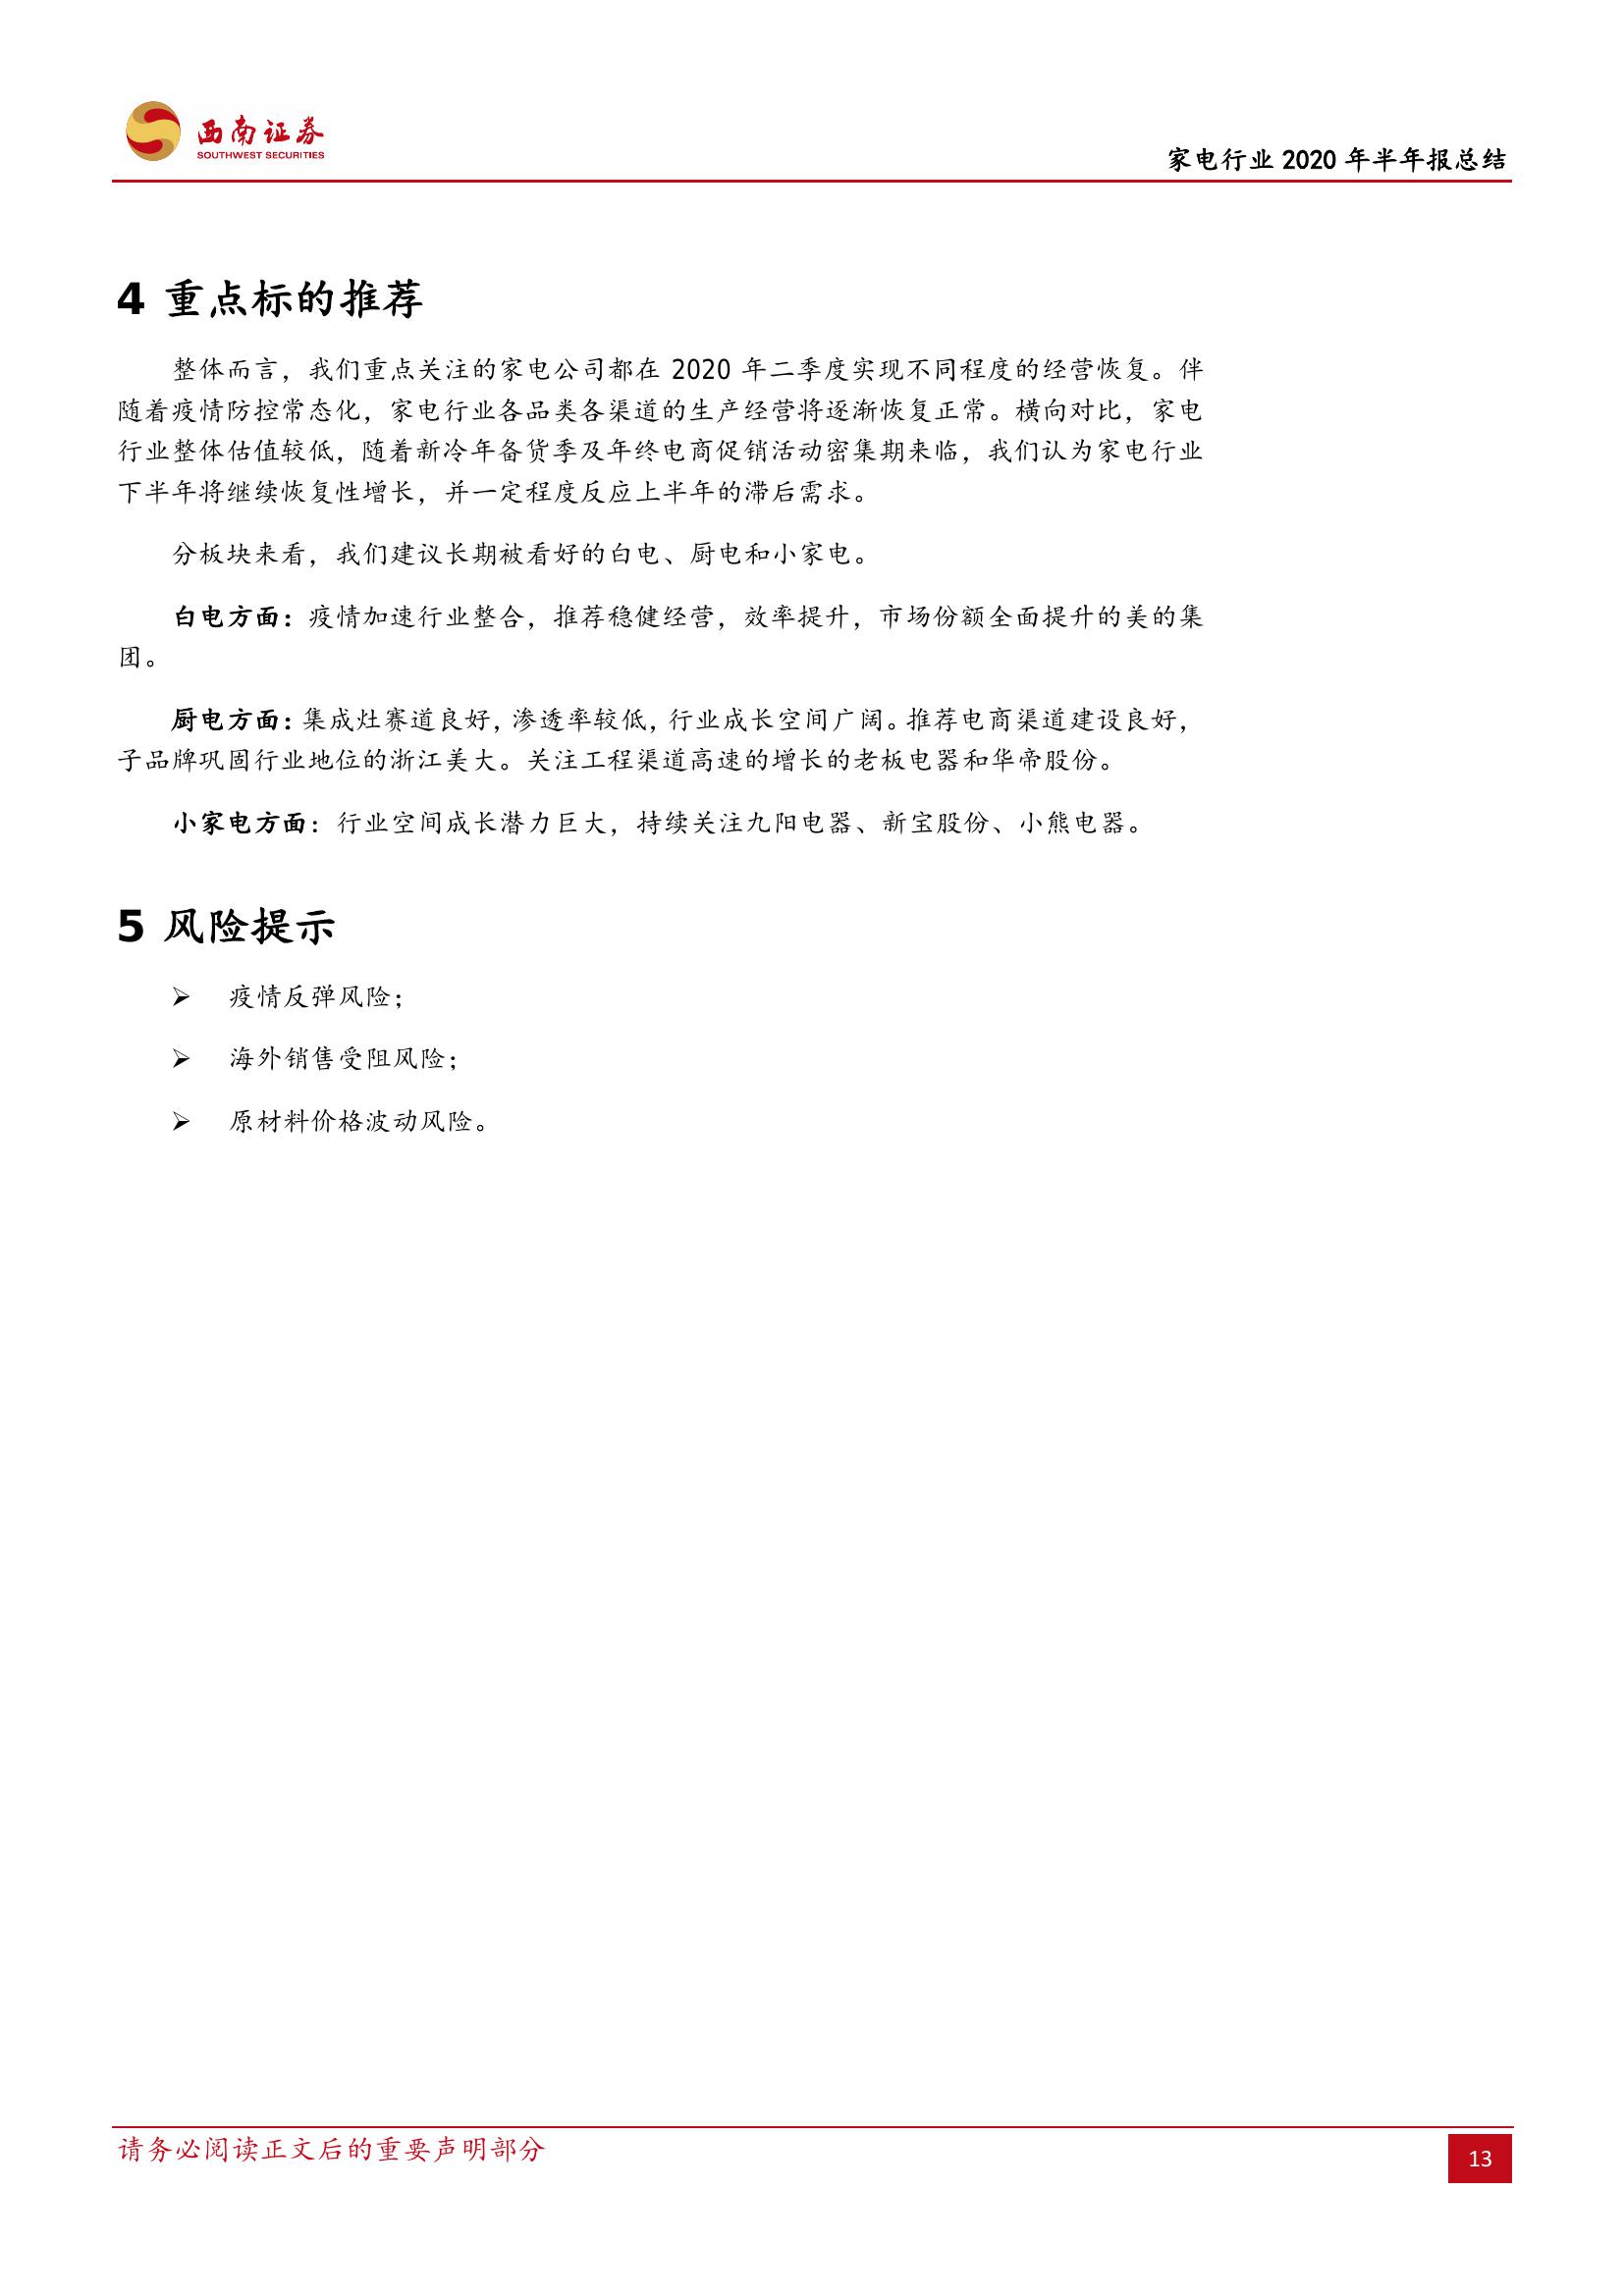 西南证券
SOUTHWEST SECURITIES
家电行业 2020 年半年报总结
4 重点标的推荐
整体而言，我们重点关注的家电公司都在 2020 年二季度实现不同程度的经营恢复。伴
随着疫情防控常态化，家电行业各品类各渠道的生产经营将逐渐恢复正常。横向对比，家电
行业整体估值较低，随着新冷年备货季及年终电商促销活动密集期来临，我们认为家电行业
下半年将继续恢复性增长，并一定程度反应上半年的滞后需求。
分板块来看，我们建议长期被看好的白电、厨电和小家电。
白电方面：疫情加速行业整合，推荐稳健经营，效率提升，市场份额全面提升的美的集
团。
厨电方面：集成灶赛道良好，渗透率较低，行业成长空间广阔。推荐电商渠道建设良好，
子品牌巩固行业地位的浙江美大。关注工程渠道高速的增长的老板电器和华帝股份。
小家电方面：行业空间成长潜力巨大，持续关注九阳电器、新宝股份、小熊电器。
5 风险提示
➢ 疫情反弹风险；
➢ 海外销售受阻风险；
➢ 原材料价格波动风险。
请务必阅读正文后的重要声明部分
13